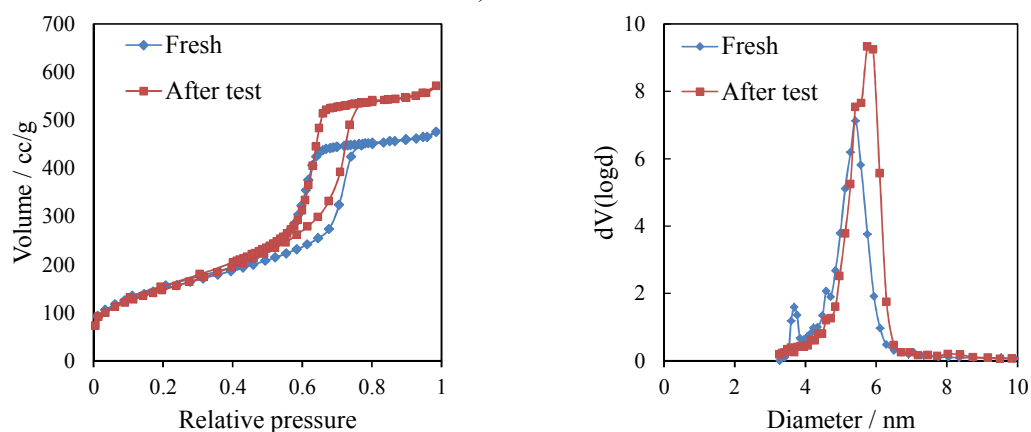 700
600
500
400
300
200
100
0
Volume / cc/g
Fresh
After test
0 0.2 0.4 0.6 0.8 1
Relative pressure
10
8
6
4
2
0
dV(logd)
Fresh
After test
0 2 4 6 8 10
Diameter / nm